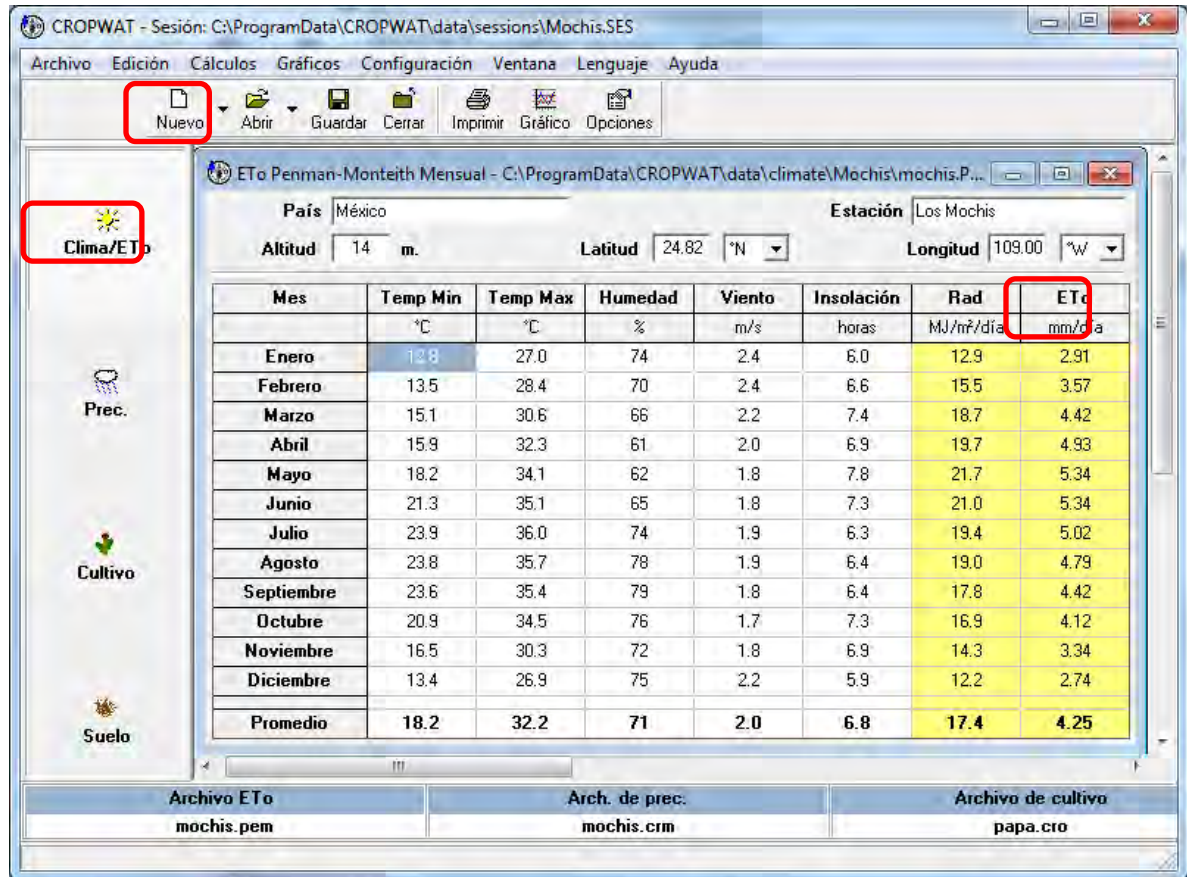 CROPWAT - Sesión: C:\ProgramData\CROPWAT\data\sessions\Mochis.SES
Archivo Edición Cálculos Gráficos Configuración Ventana Lenguaje Ayuda
Nuevo Abrir Guardar Cerrar Imprimir Gráfico Opciones
ETo Penman-Monteith Mensual - C:\ProgramData\CROPWAT\data\climate\Mochis\mochis.P...
País México Estación Los Mochis
Altitud 14 m. Latitud 24.82 °N Longitud 109.00 °W
Clima/ETo
Prec.
Cultivo
Suelo
Mes Temp Min Temp Max Humedad Viento Insolación Rad ETo
°C °C % m/s horas MJ/m²/día mm/día
Enero 12.8 27.0 74 2.4 6.0 12.9 2.91
Febrero 13.5 28.4 70 2.4 6.6 15.5 3.57
Marzo 15.1 30.6 66 2.2 7.4 18.7 4.42
Abril 15.9 32.3 61 2.0 6.9 19.7 4.93
Mayo 18.2 34.1 62 1.8 7.8 21.7 5.34
Junio 21.3 35.1 65 1.8 7.3 21.0 5.34
Julio 23.9 36.0 74 1.9 6.3 19.4 5.02
Agosto 23.8 35.7 78 1.9 6.4 19.0 4.79
Septiembre 23.6 35.4 79 1.8 6.4 17.8 4.42
Octubre 20.9 34.5 76 1.7 7.3 16.9 4.12
Noviembre 16.5 30.3 72 1.8 6.9 14.3 3.34
Diciembre 13.4 26.9 75 2.2 5.9 12.2 2.74
Promedio 18.2 32.2 71 2.0 6.8 17.4 4.25
Archivo ETo Arch. de prec. Archivo de cultivo
mochis.pem mochis.crm papa.cro